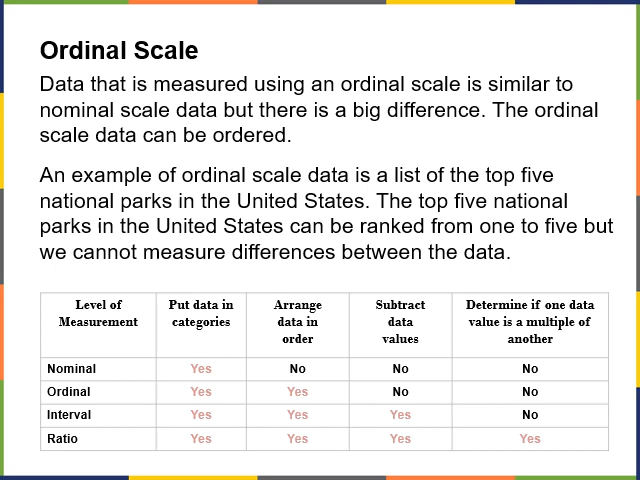 Ordinal Scale
Data that is measured using an ordinal scale is similar to
nominal scale data but there is a big difference. The ordinal
scale data can be ordered.
An example of ordinal scale data is a list of the top five
national parks in the United States. The top five national
parks in the United States can be ranked from one to five but
we cannot measure differences between the data.
Level of Measurement Put data in categories Arrange data in order Subtract data values Determine if one data value is a multiple of another
Nominal Yes No No No
Ordinal Yes Yes No No
Interval Yes Yes Yes No
Ratio Yes Yes Yes Yes